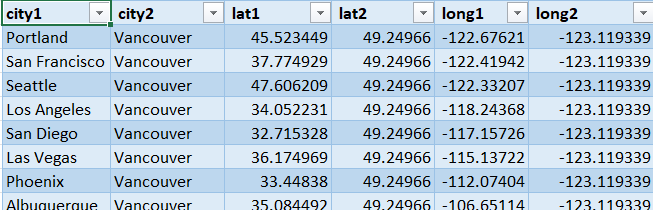 city1 city2 lat1 lat2 long1 long2
Portland Vancouver 45.523449 49.24966 -122.67621 -123.119339
San Francisco Vancouver 37.774929 49.24966 -122.41942 -123.119339
Seattle Vancouver 47.606209 49.24966 -122.33207 -123.119339
Los Angeles Vancouver 34.052231 49.24966 -118.24368 -123.119339
San Diego Vancouver 32.715328 49.24966 -117.15726 -123.119339
Las Vegas Vancouver 36.174969 49.24966 -115.13722 -123.119339
Phoenix Vancouver 33.44838 49.24966 -112.07404 -123.119339
Albuquerque Vancouver 35.084492 49.24966 -106.65114 -123.119339